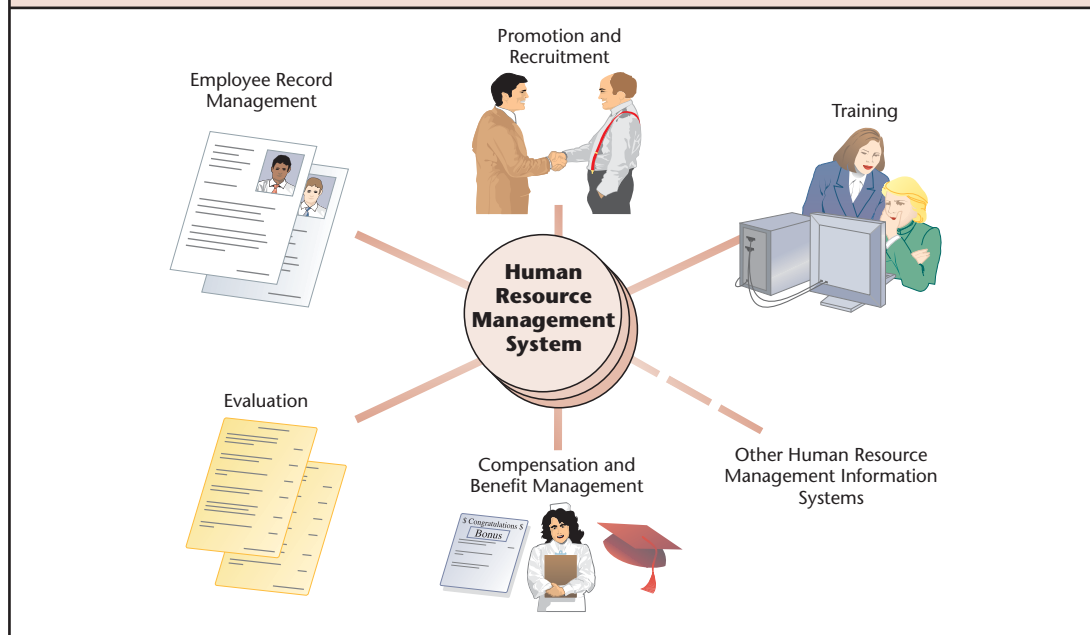 Promotion and
Recruitment
Employee Record
Management
Training
Human
Resource
Management
System
Evaluation
Compensation and
Benefit Management
$ Congratulations $
Bonus
Other Human Resource
Management Information
Systems